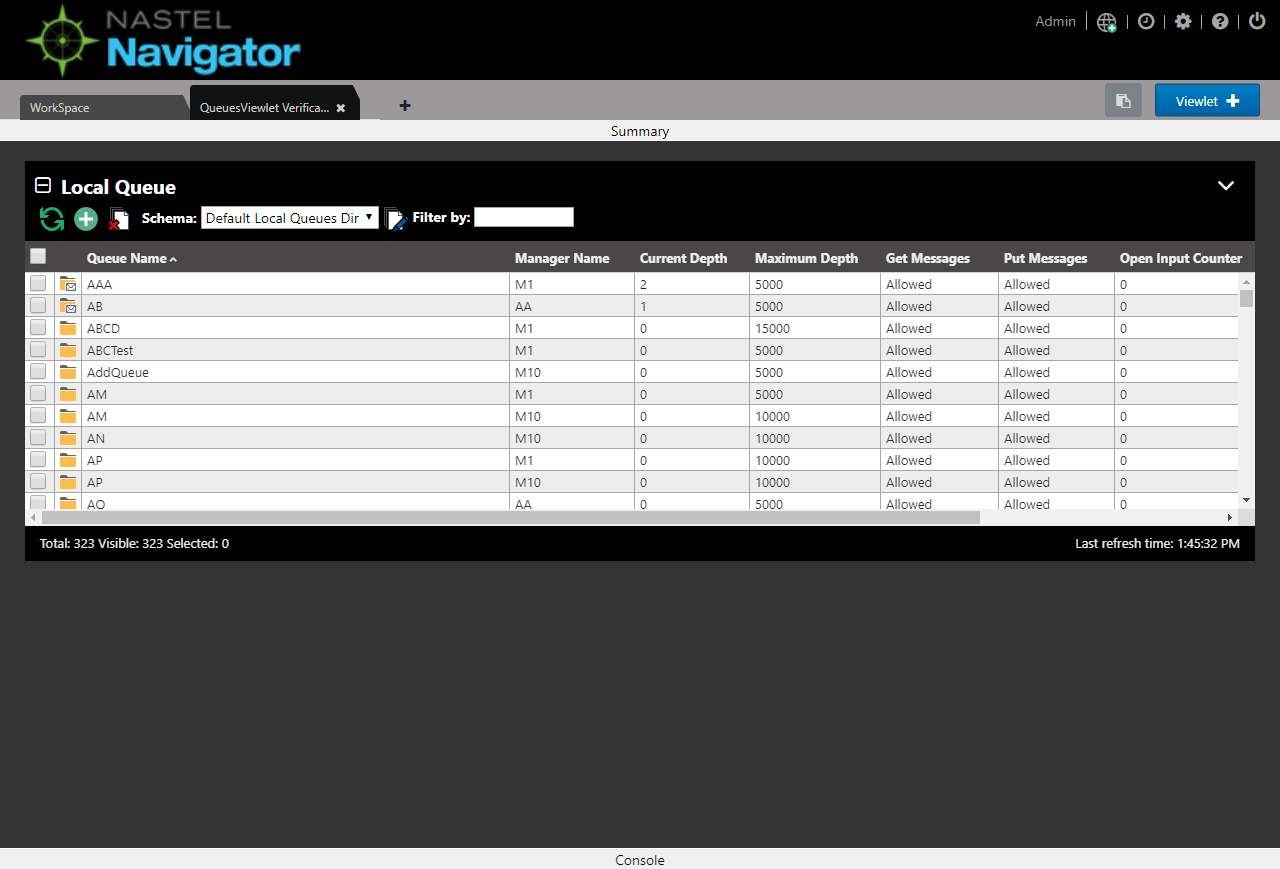 NASTEL
Navigator
Admin
WorkSpace
QueuesViewlet Verifica...
Viewlet
Summary
Local Queue
Schema: Default Local Queues Dir Filter by:
Queue Name Manager Name Current Depth Maximum Depth Get Messages Put Messages Open Input Counter
AAA M1 2 5000 Allowed Allowed 0
AB AA 1 5000 Allowed Allowed 0
ABCD M1 0 15000 Allowed Allowed 0
ABCTest M1 0 5000 Allowed Allowed 0
AddQueue M10 0 5000 Allowed Allowed 0
AM M1 0 5000 Allowed Allowed 0
AM M10 0 10000 Allowed Allowed 0
AN M10 0 10000 Allowed Allowed 0
AP M1 0 10000 Allowed Allowed 0
AP M10 0 10000 Allowed Allowed 0
AQ AA 0 5000 Allowed Allowed 0
Total: 323 Visible: 323 Selected: 0
Last refresh time: 1:45:32 PM
Console